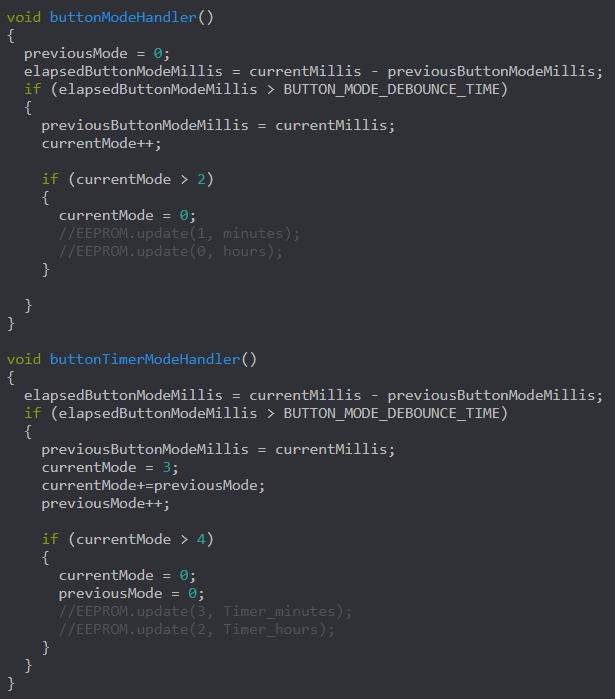 void buttonModeHandler()
{
  previousMode = 0;
  elapsedButtonModeMillis = currentMillis - previousButtonModeMillis;
  if (elapsedButtonModeMillis > BUTTON_MODE_DEBOUNCE_TIME)
  {
    previousButtonModeMillis = currentMillis;
    currentMode++;

    if (currentMode > 2)
    {
      currentMode = 0;
      //EEPROM.update(1, minutes);
      //EEPROM.update(0, hours);
    }

  }
}

void buttonTimerModeHandler()
{
  elapsedButtonModeMillis = currentMillis - previousButtonModeMillis;
  if (elapsedButtonModeMillis > BUTTON_MODE_DEBOUNCE_TIME)
  {
    previousButtonModeMillis = currentMillis;
    currentMode = 3;
    currentMode+=previousMode;
    previousMode++;

    if (currentMode > 4)
    {
      currentMode = 0;
      previousMode = 0;
      //EEPROM.update(3, Timer_minutes);
      //EEPROM.update(2, Timer_hours);
    }
  }
}